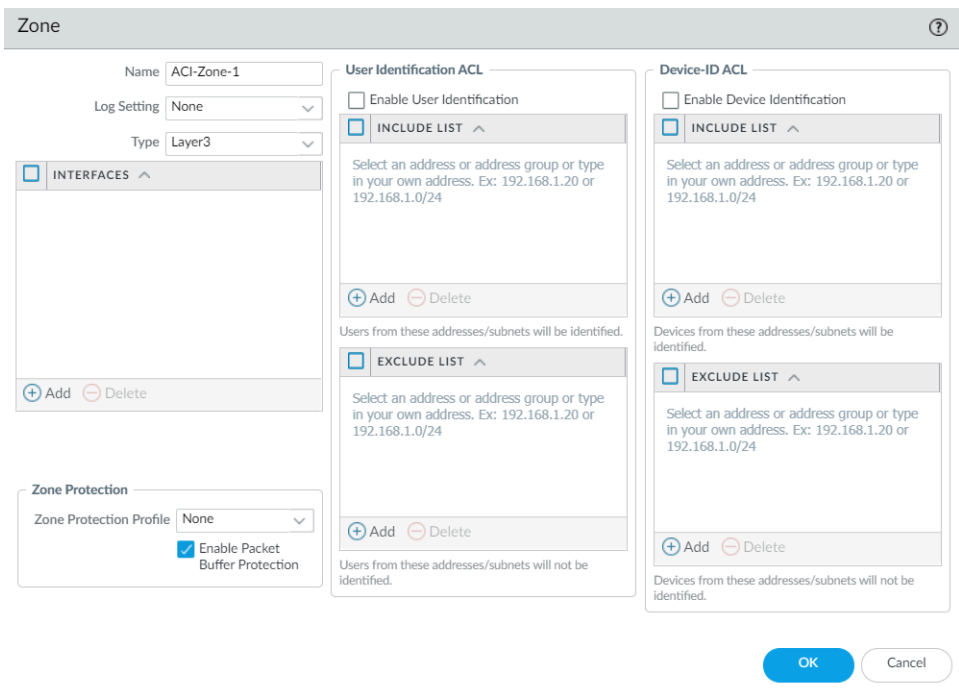 Zone
Name ACI-Zone-1
Log Setting None
Type Layer3
INTERFACES
Add Delete
Zone Protection
Zone Protection Profile None
Enable Packet
Buffer Protection
User Identification ACL
Enable User Identification
INCLUDE LIST
Select an address or address group or type
in your own address. Ex: 192.168.1.20 or
192.168.1.0/24
Add Delete
Users from these addresses/subnets will be identified.
EXCLUDE LIST
Select an address or address group or type
in your own address. Ex: 192.168.1.20 or
192.168.1.0/24
Add Delete
Users from these addresses/subnets will not be
identified.
Device-ID ACL
Enable Device Identification
INCLUDE LIST
Select an address or address group or type
in your own address. Ex: 192.168.1.20 or
192.168.1.0/24
Add Delete
Devices from these addresses/subnets will be
identified.
EXCLUDE LIST
Select an address or address group or type
in your own address. Ex: 192.168.1.20 or
192.168.1.0/24
Add Delete
Devices from these addresses/subnets will not be
identified.
OK Cancel